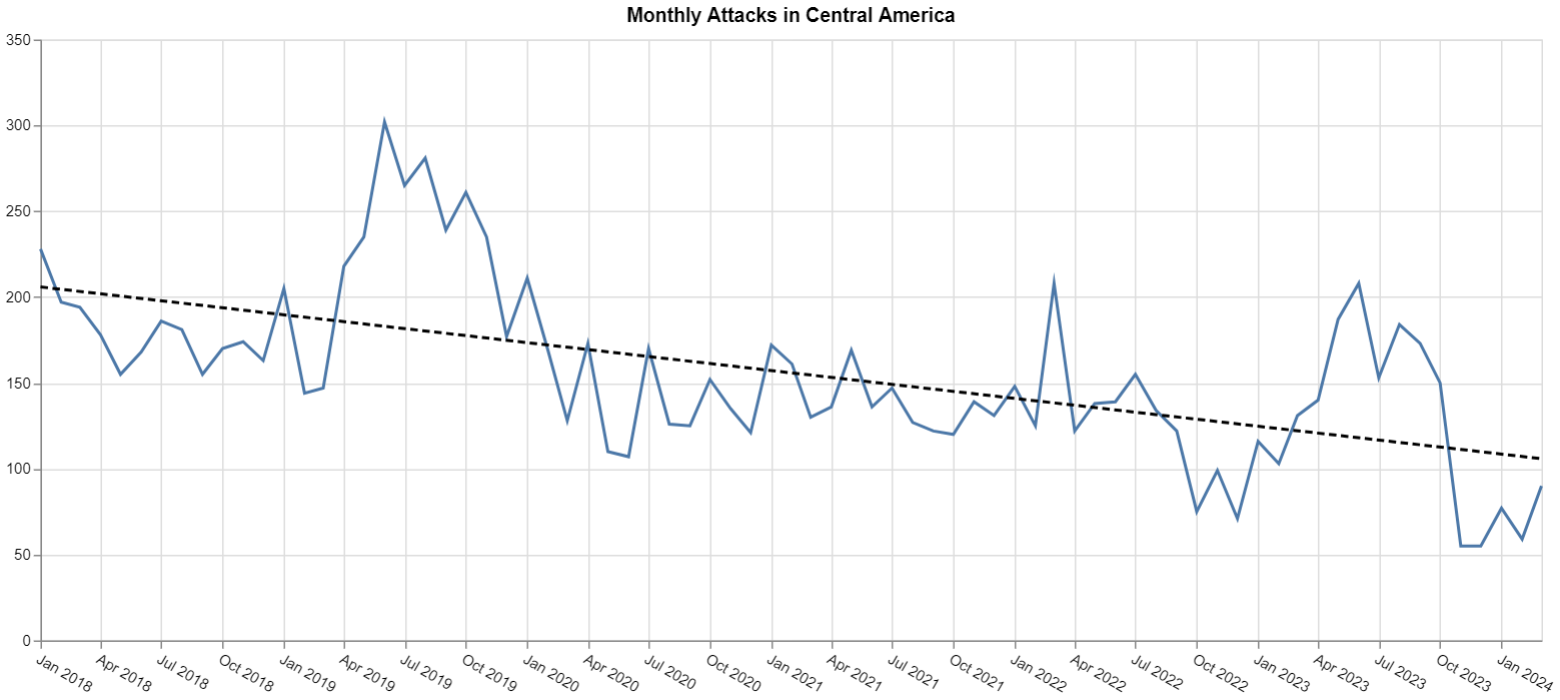 Monthly Attacks in Central America
350
300
250
200
150
100
50
0
Jan 2018
Apr 2018
Jul 2018
Oct 2018
Jan 2019
Apr 2019
Jul 2019
Oct 2019
Jan 2020
Apr 2020
Jul 2020
Oct 2020
Jan 2021
Apr 2021
Jul 2021
Oct 2021
Jan 2022
Apr 2022
Jul 2022
Oct 2022
Jan 2023
Apr 2023
Jul 2023
Oct 2023
Jan 2024